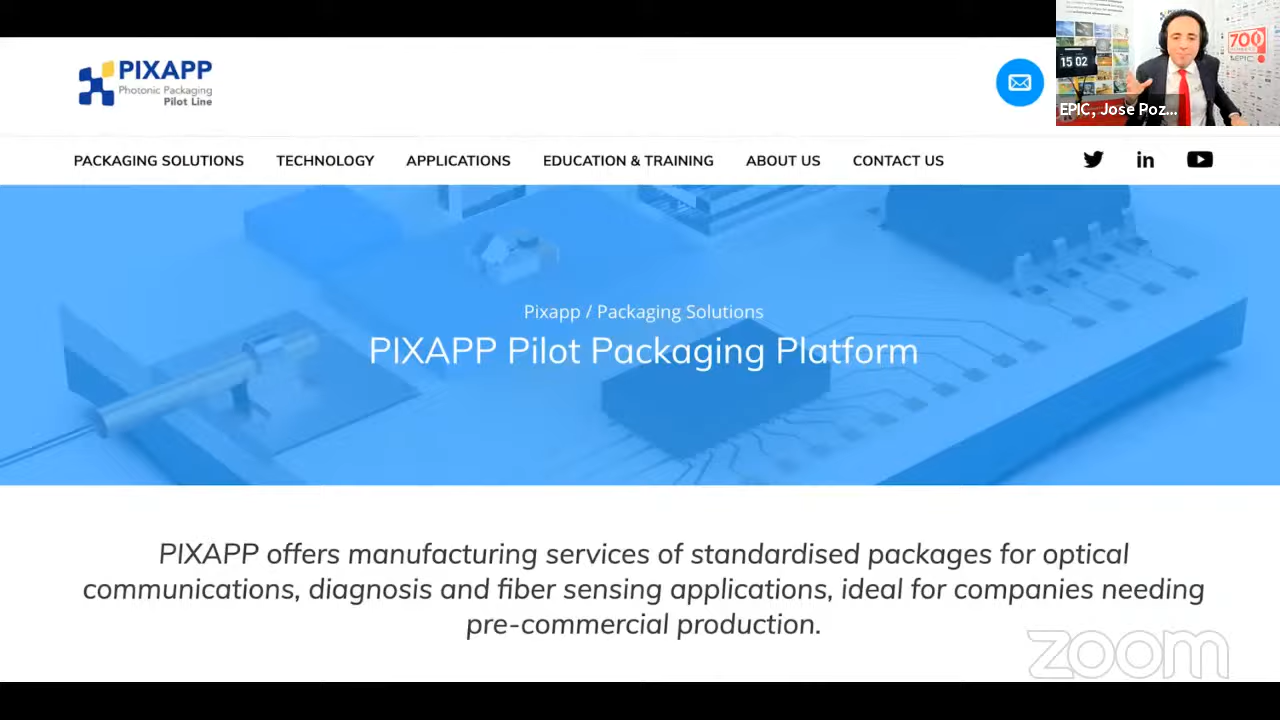 PIXAPP
Photonic Packaging
Pilot Line
15 02
700
EPIC
EPIC, Jose Poz...
PACKAGING SOLUTIONS TECHNOLOGY APPLICATIONS EDUCATION & TRAINING ABOUT US CONTACT US
in
Pixapp / Packaging Solutions
PIXAPP Pilot Packaging Platform
PIXAPP offers manufacturing services of standardised packages for optical
communications, diagnosis and fiber sensing applications, ideal for companies needing
pre-commercial production.
zoom